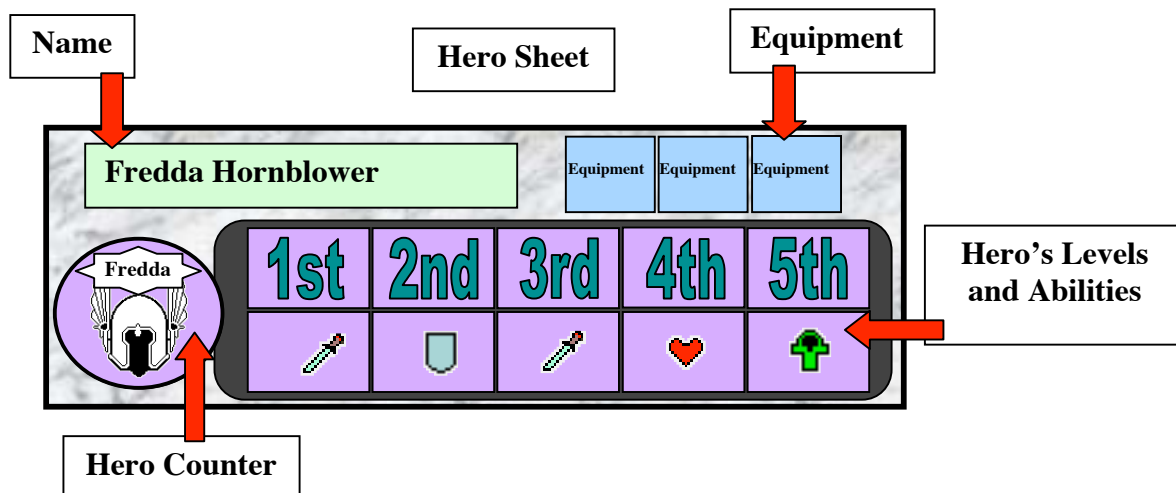 Name
Hero Sheet
Equipment
Fredda Hornblower
Equipment
Equipment
Equipment
Fredda
1st
2nd
3rd
4th
5th
Hero's Levels
and Abilities
Hero Counter